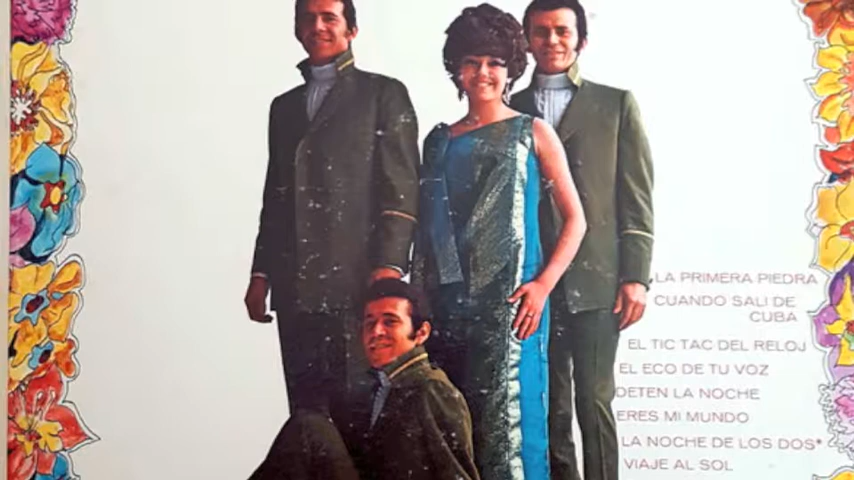 LA PRIMERA PIEDRA
CUANDO SALI DE
CUBA
EL TIC TAC DEL RELOJ
EL ECO DE TU VOZ
DETEN LA NOCHE
ERES MI MUNDO
LA NOCHE DE LOS DOS*
VIAJE AL SOL